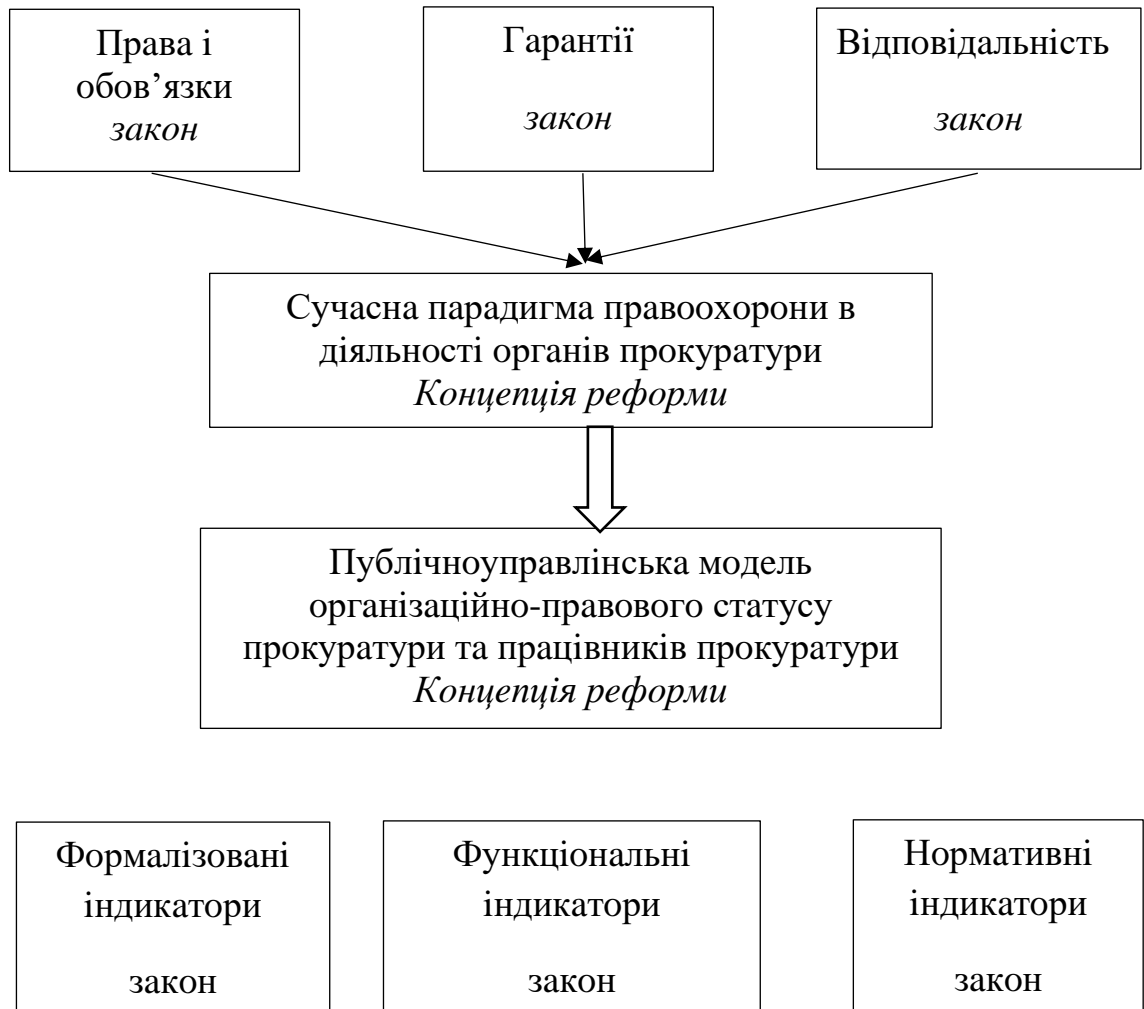 Права і
обов’язки
закон
Гарантії
закон
Відповідальність
закон
Сучасна парадигма правоохорони в
діяльності органів прокуратури
Концепція реформи
Публічноуправлінська модель
організаційно-правового статусу
прокуратури та працівників прокуратури
Концепція реформи
Формалізовані
індикатори
закон
Функціональні
індикатори
закон
Нормативні
індикатори
закон